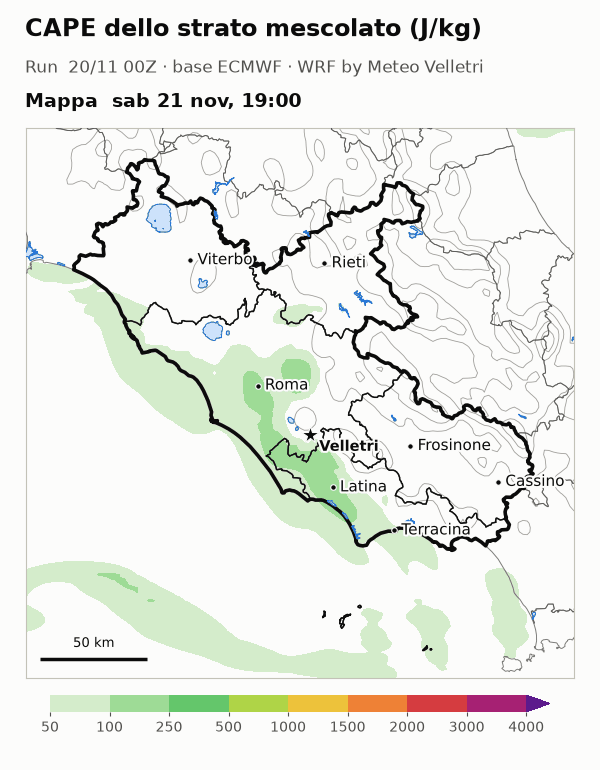 CAPE dello strato mescolato (J/kg)
Run  20/11 00Z · base ECMWF · WRF by Meteo Velletri
Mappa  sab 21 nov, 19:00
Viterbo
Rieti
Roma
Velletri
Frosinone
Cassino
Latina
Terracina
50 km
50 100 250 500 1000 1500 2000 3000 4000